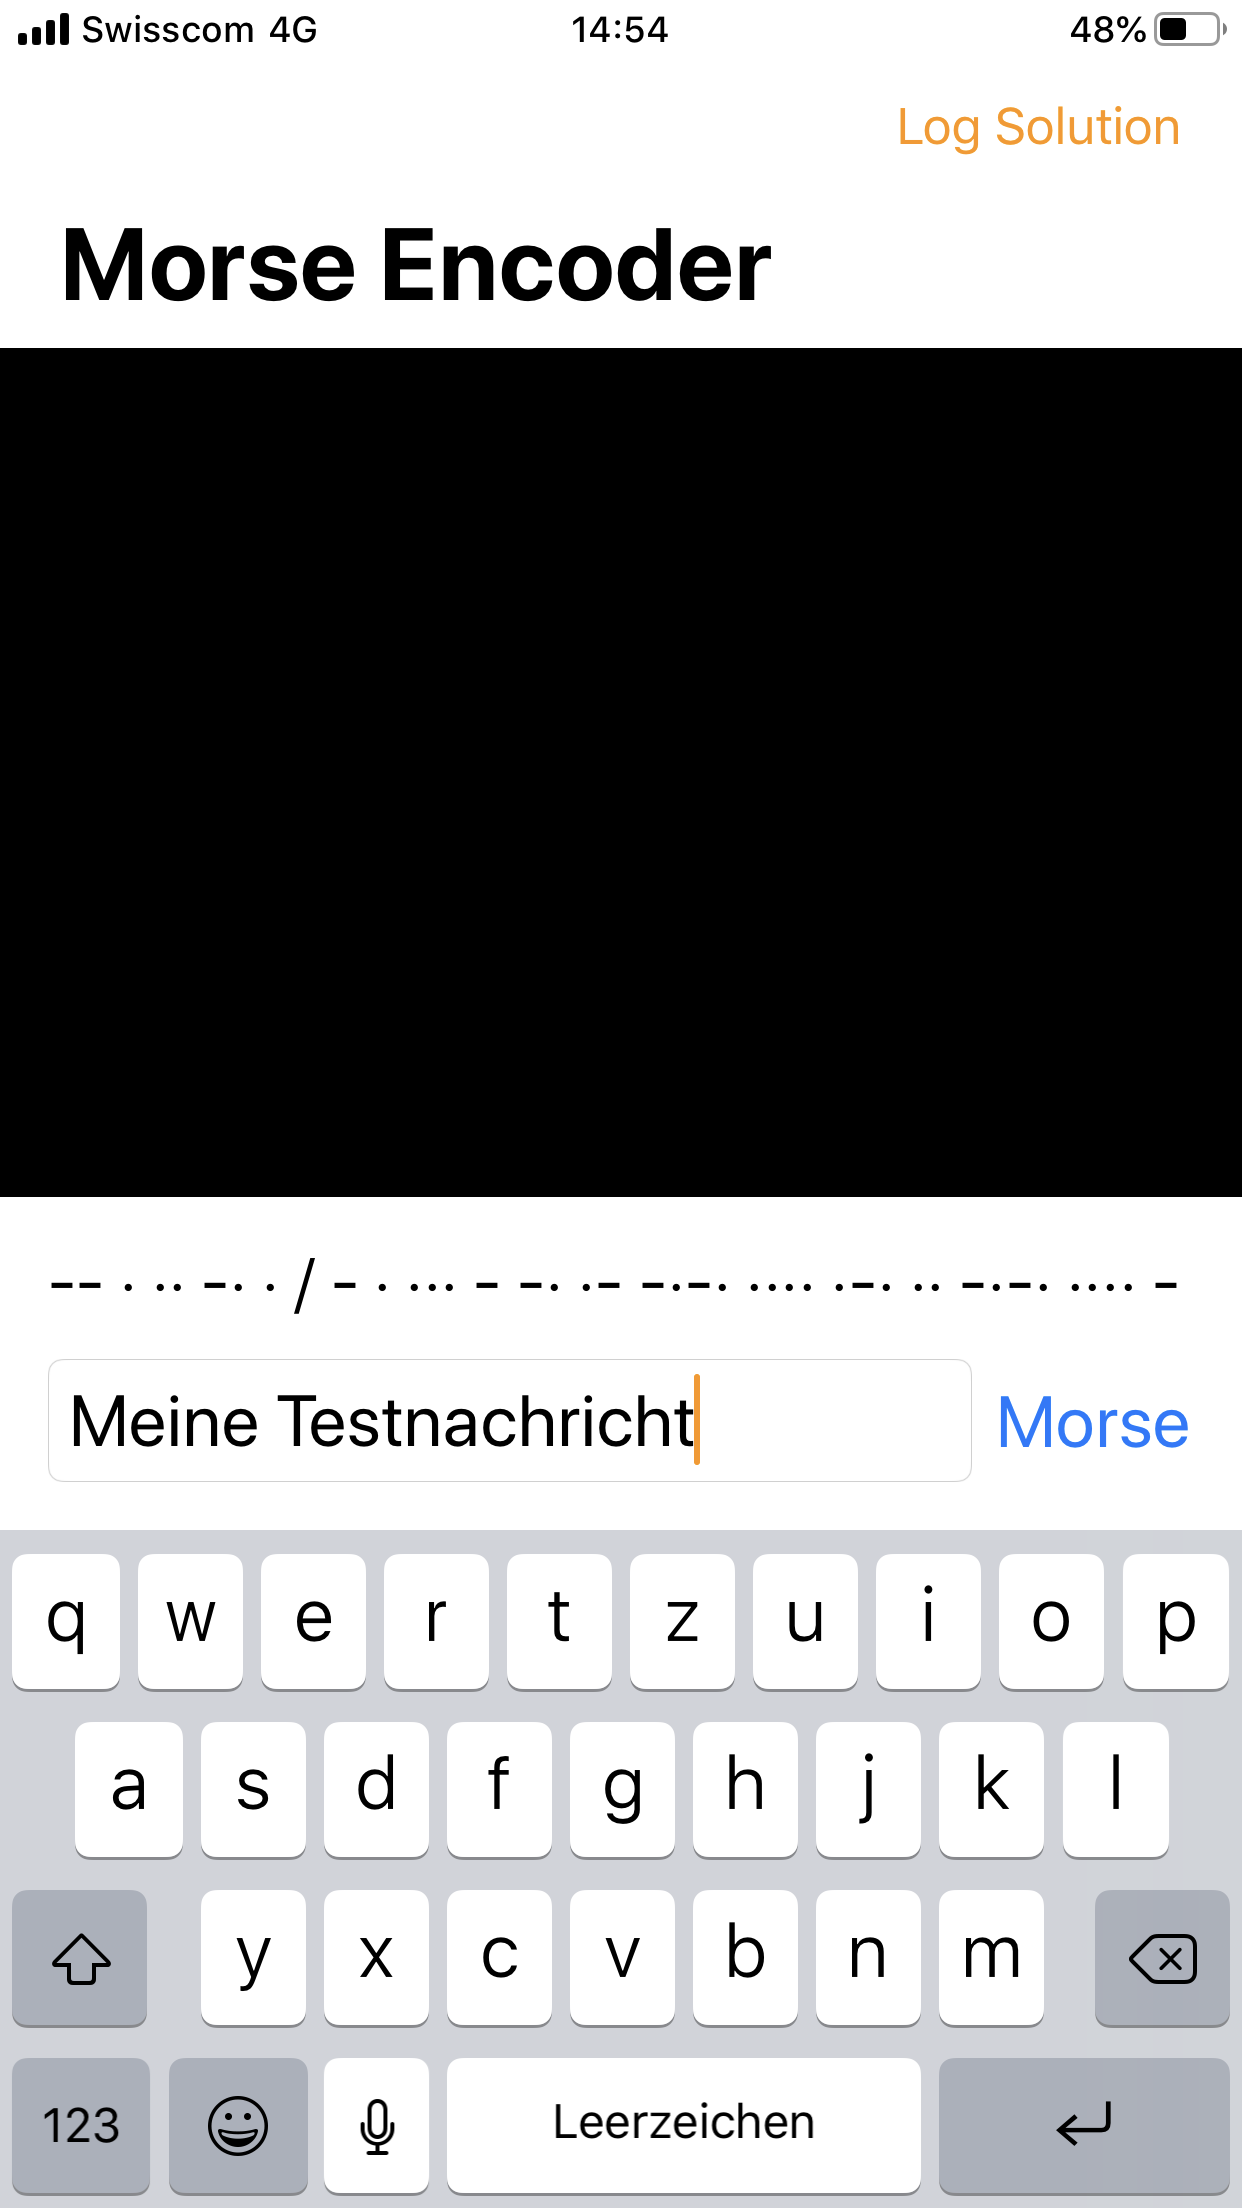 Swisscom 4G 14:54 48%
Log Solution
Morse Encoder
-- · ·· -· · / - · ··· - -· ·- -·-· ···· ·-· ·· -·-· ···· -
Meine Testnachricht Morse
q w e r t z u i o p
a s d f g h j k l
y x c v b n m
123 Leerzeichen